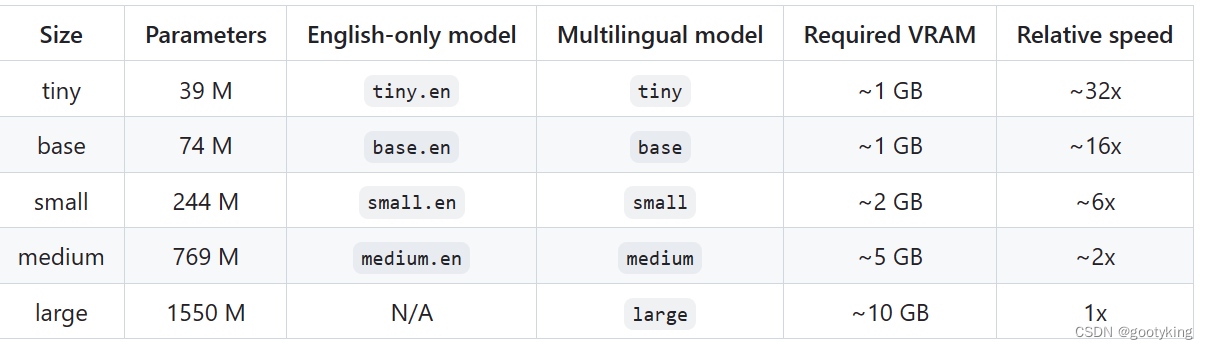 Size Parameters English-only model Multilingual model Required VRAM Relative speed
tiny 39 M tiny.en tiny ~1 GB ~32x
base 74 M base.en base ~1 GB ~16x
small 244 M small.en small ~2 GB ~6x
medium 769 M medium.en medium ~5 GB ~2x
large 1550 M N/A large ~10 GB 1x
CSDN @gootyking